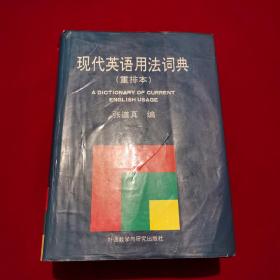 现代英语用法词典
（重排本）
A DICTIONARY OF CURRENT
ENGLISH USAGE
张道真 编
外语教学与研究出版社